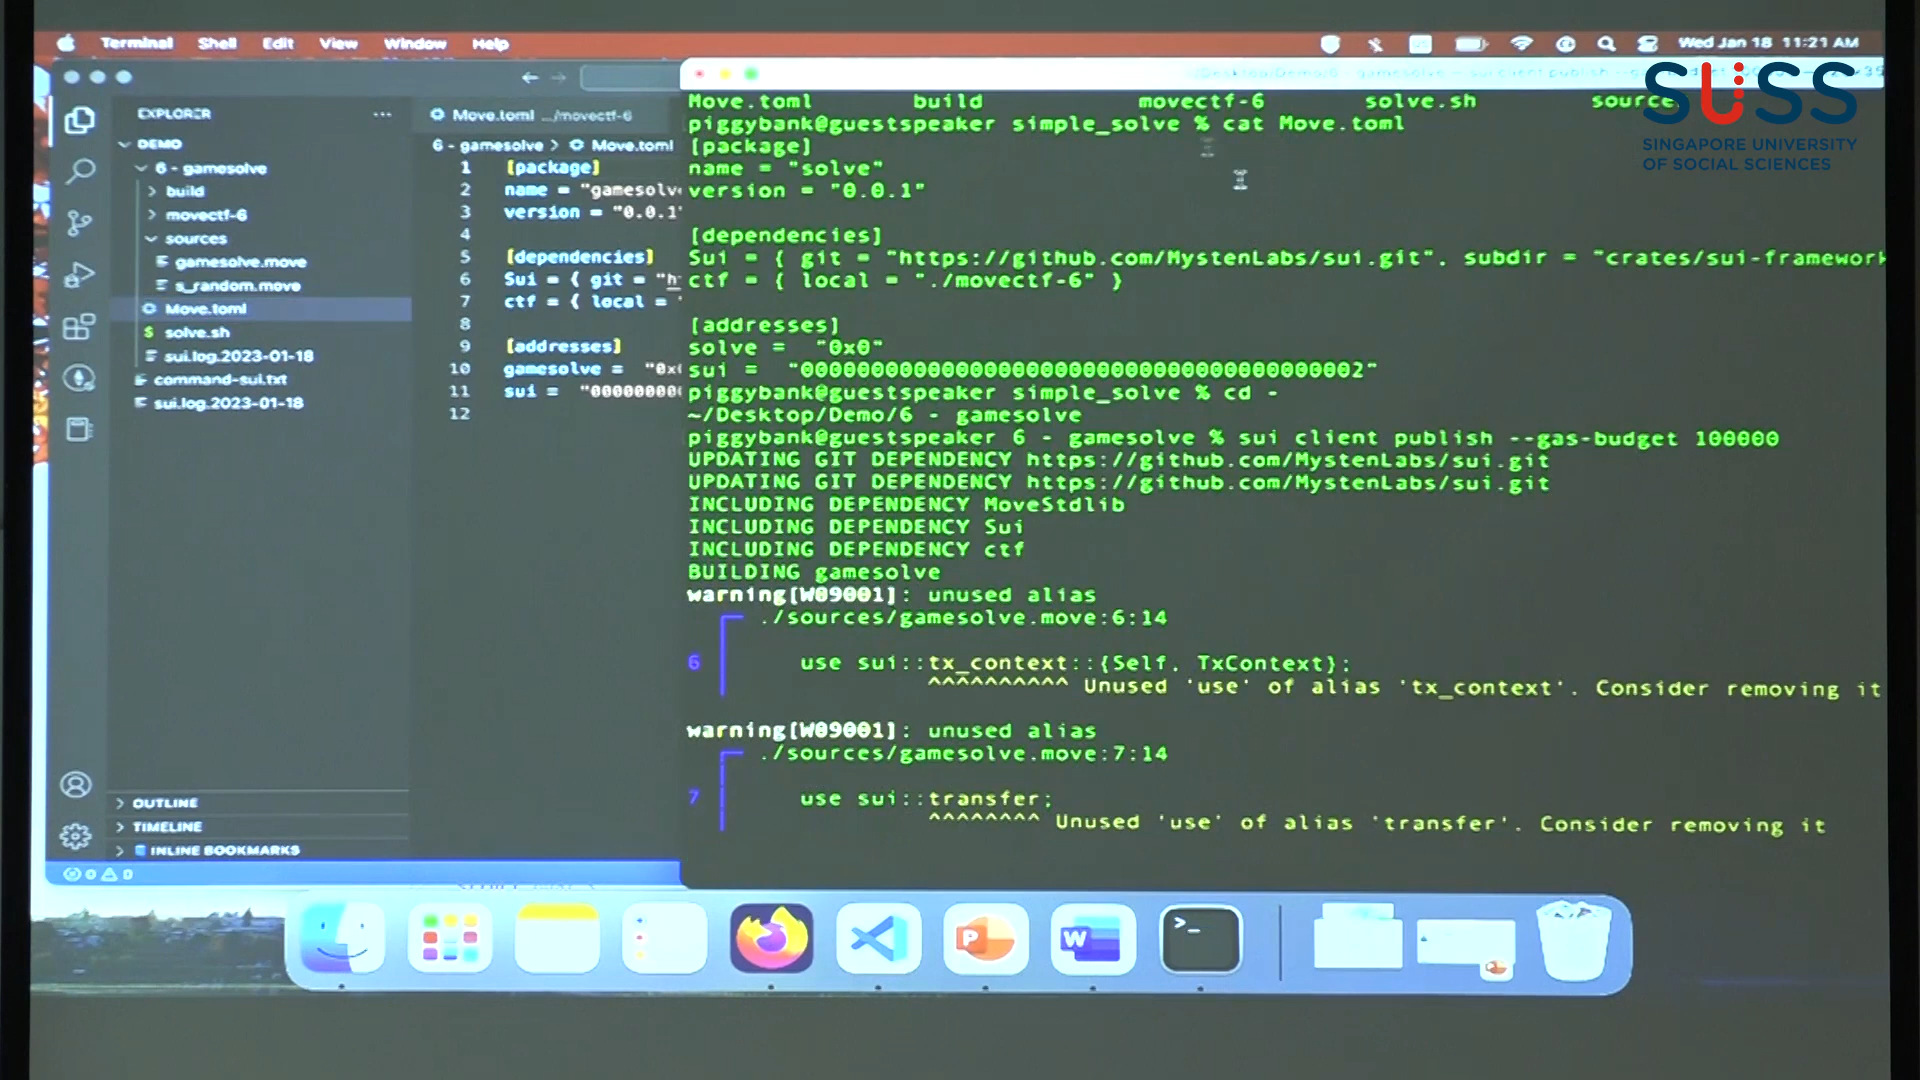 Terminal Shell Edit View Window Help Wed Jan 18 11:21 AM
SUSS
SINGAPORE UNIVERSITY
OF SOCIAL SCIENCES
EXPLORER ...
DEMO
6 - gamesolve
build
movectf-6
sources
gamesolve.move
s_random.move
Move.toml
$ solve.sh
sui.log.2023-01-18
command-sui.txt
sui.log.2023-01-18
OUTLINE
TIMELINE
INLINE BOOKMARKS
0 0
Move.toml .../movectf-6
6 - gamesolve > Move.toml
1 [package]
2 name = "gamesolv
3 version = "0.0.1"
4
5 [dependencies]
6 Sui = { git = "h
7 ctf = { local = "
8
9 [addresses]
10 gamesolve = "0x
11 sui = "00000000
12
Move.toml build movectf-6 solve.sh source
piggybank@guestspeaker simple_solve % cat Move.toml
[package]
name = "solve"
version = "0.0.1"
[dependencies]
Sui = { git = "https://github.com/MystenLabs/sui.git", subdir = "crates/sui-framework
ctf = { local = "./movectf-6" }
[addresses]
solve = "0x0"
sui = "0000000000000000000000000000000000000002"
piggybank@guestspeaker simple_solve % cd -
~/Desktop/Demo/6 - gamesolve
piggybank@guestspeaker 6 - gamesolve % sui client publish --gas-budget 100000
UPDATING GIT DEPENDENCY https://github.com/MystenLabs/sui.git
UPDATING GIT DEPENDENCY https://github.com/MystenLabs/sui.git
INCLUDING DEPENDENCY MoveStdlib
INCLUDING DEPENDENCY Sui
INCLUDING DEPENDENCY ctf
BUILDING gamesolve
warning[W09001]: unused alias
./sources/gamesolve.move:6:14
6 use sui::tx_context::{Self, TxContext};
^^^^^^^^^^ Unused 'use' of alias 'tx_context'. Consider removing it
warning[W09001]: unused alias
./sources/gamesolve.move:7:14
7 use sui::transfer;
^^^^^^^^ Unused 'use' of alias 'transfer'. Consider removing it
P
W
>_